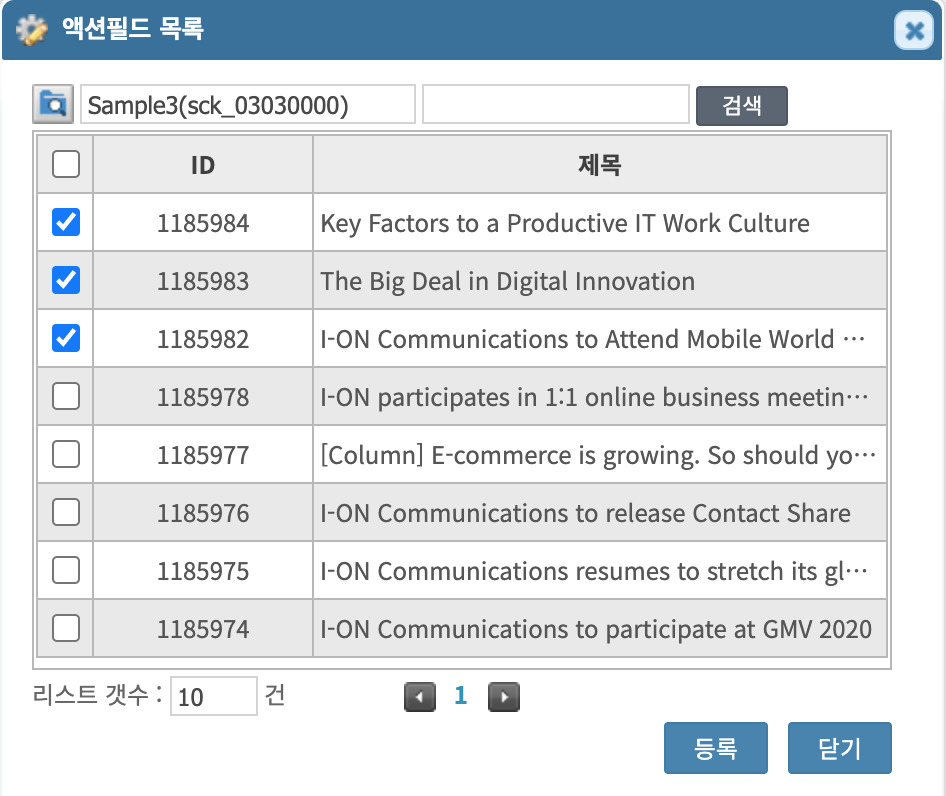 액션필드 목록
Sample3(sck_03030000) 검색
ID 제목
1185984 Key Factors to a Productive IT Work Culture
1185983 The Big Deal in Digital Innovation
1185982 I-ON Communications to Attend Mobile World ···
1185978 I-ON participates in 1:1 online business meetin···
1185977 [Column] E-commerce is growing. So should yo···
1185976 I-ON Communications to release Contact Share
1185975 I-ON Communications resumes to stretch its gl···
1185974 I-ON Communications to participate at GMV 2020
리스트 갯수 : 10 건 1
등록 닫기